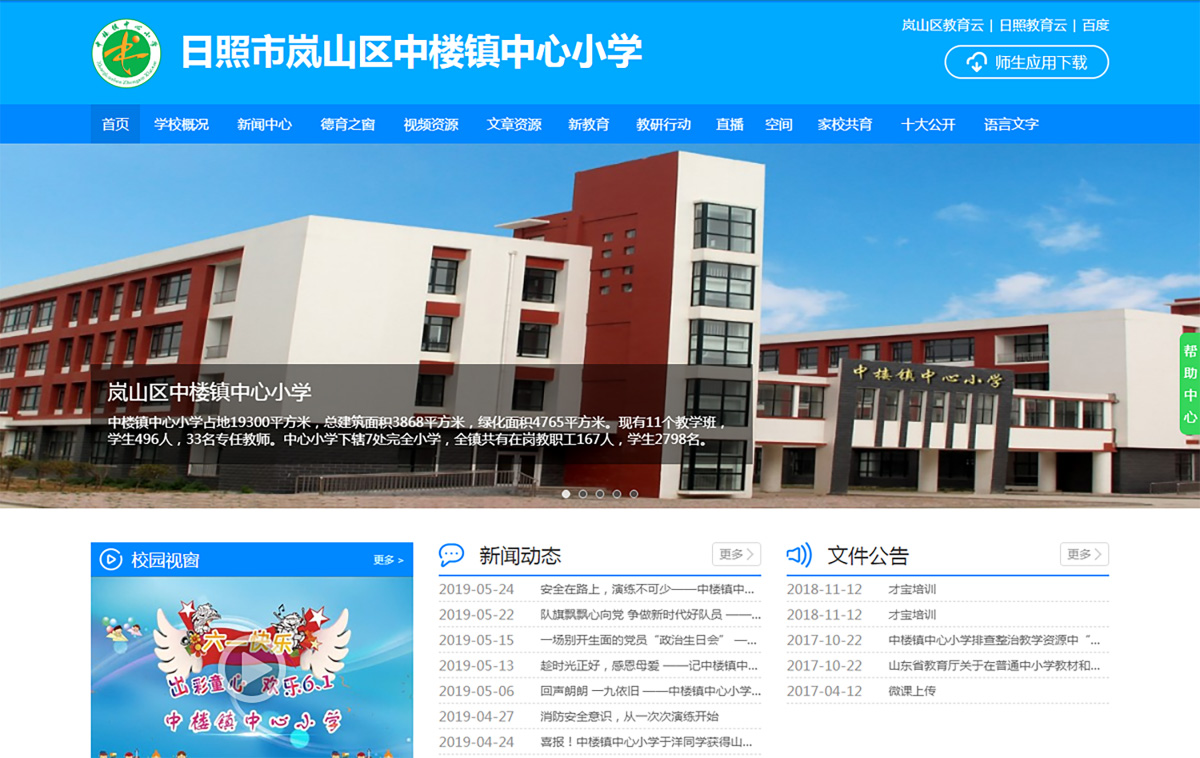 日照市岚山区中楼镇中心小学
岚山区教育云 | 日照教育云 | 百度
师生应用下载
首页 学校概况 新闻中心 德育之窗 视频资源 文章资源 新教育 教研行动 直播 空间 家校共育 十大公开 语言文字
中楼镇中心小学
岚山区中楼镇中心小学
中楼镇中心小学占地19300平方米，总建筑面积3868平方米，绿化面积4765平方米。现有11个教学班，
学生496人，33名专任教师。中心小学下辖7处完全小学，全镇共有在岗教职工167人，学生2798名。
帮助中心
校园视窗 更多 >
六一快乐
出彩童心 欢乐6.1
中楼镇中心小学
新闻动态 更多
2019-05-24 安全在路上，演练不可少——中楼镇中...
2019-05-22 队旗飘飘心向党 争做新时代好队员 ——...
2019-05-15 一场别开生面的党员“政治生日会” —...
2019-05-13 趁时光正好，感恩母爱 ——记中楼镇中...
2019-05-06 回声朗朗 一九依旧 ——中楼镇中心小学...
2019-04-27 消防安全意识，从一次次演练开始
2019-04-24 喜报！中楼镇中心小学于洋同学获得山...
文件公告 更多
2018-11-12 才宝培训
2018-11-12 才宝培训
2017-10-22 中楼镇中心小学排查整治教学资源中“...
2017-10-22 山东省教育厅关于在普通中小学教材和...
2017-04-12 微课上传